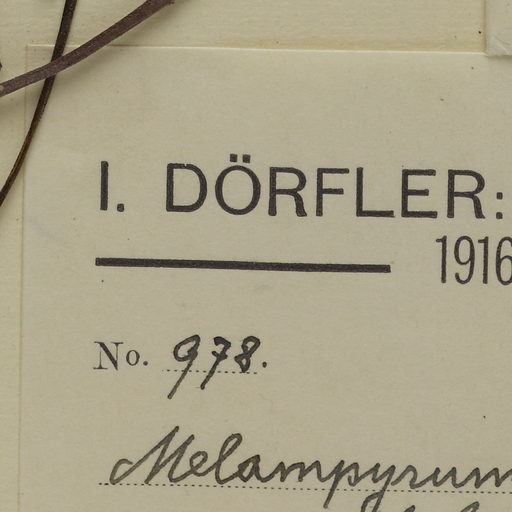 I. DÖRFLER:
1916
No. 978.
Melampyrum